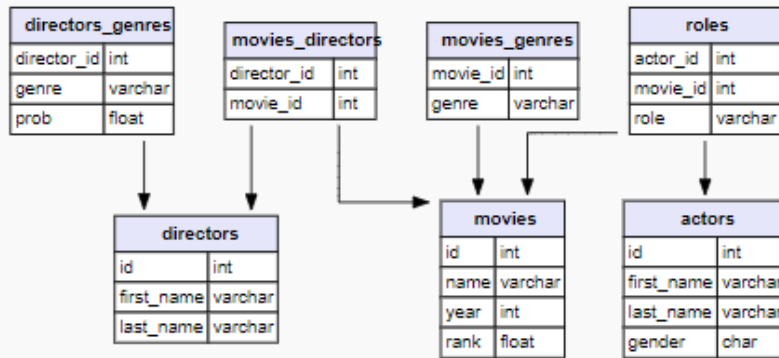 directors_genres
director_id int
genre varchar
prob float
movies_directors
director_id int
movie_id int
movies_genres
movie_id int
genre varchar
roles
actor_id int
movie_id int
role varchar
directors
id int
first_name varchar
last_name varchar
movies
id int
name varchar
year int
rank float
actors
id int
first_name varchar
last_name varchar
gender char